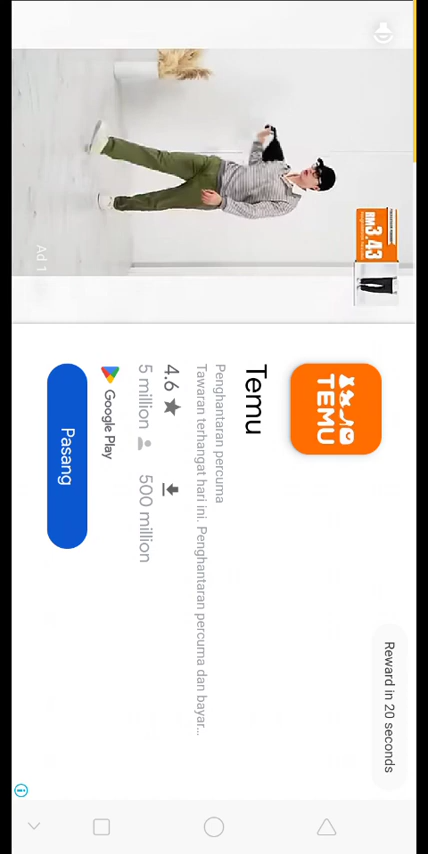 RM3.43
Ad 1
TEMU
Temu
Penghantaran percuma
Tawaran terhangat hari ini. Penghantaran percuma dan bayar...
4.6
5 million
500 million
Google Play
Pasang
Reward in 20 seconds